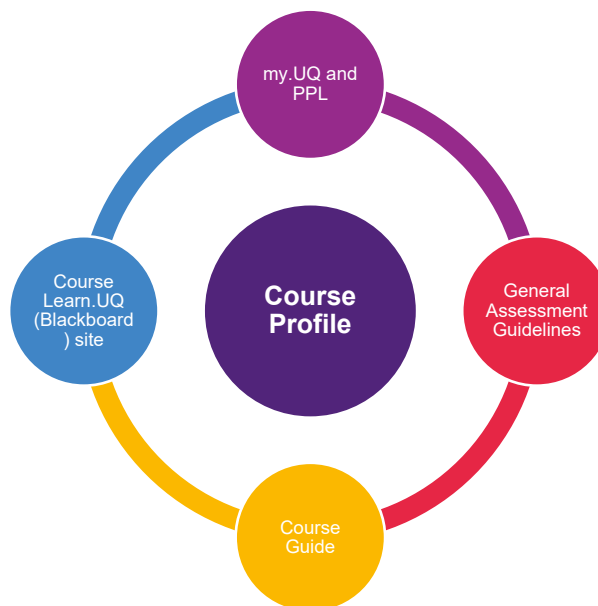 my.UQ and
PPL
Course
Learn.UQ
(Blackboard
) site
Course
Profile
General
Assessment
Guidelines
Course
Guide